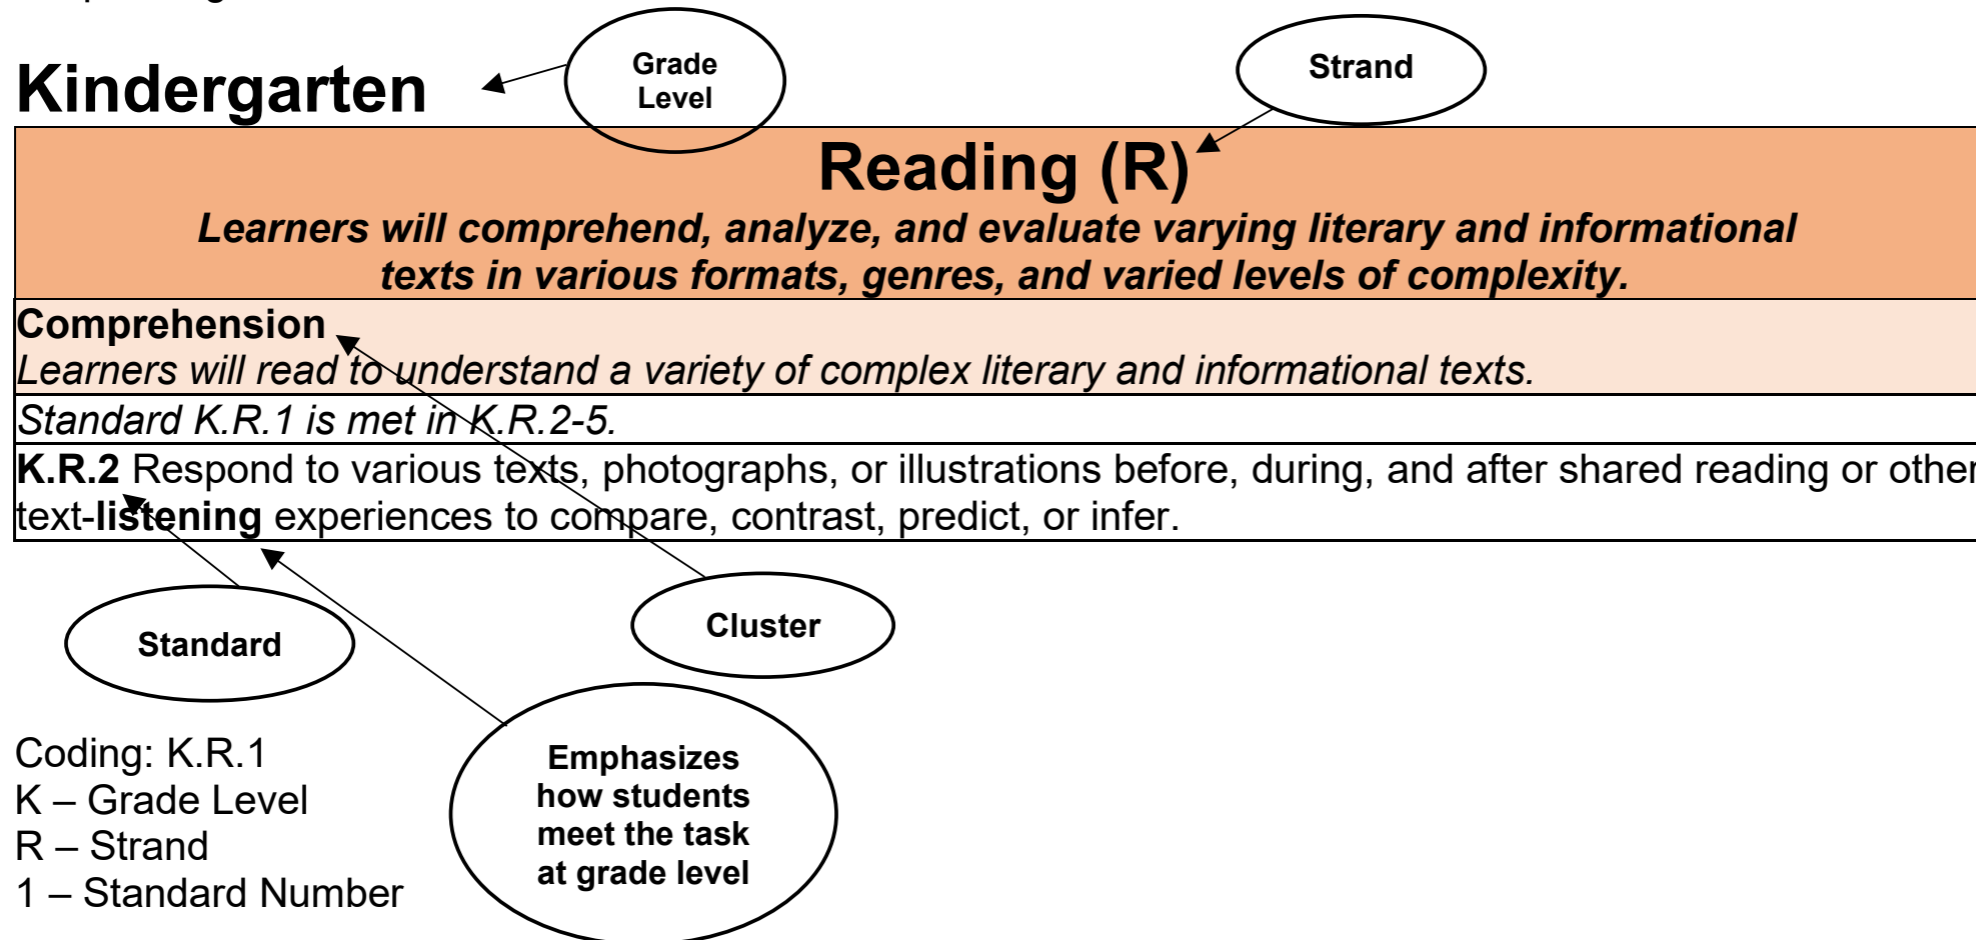 Grade
Level
Strand
Kindergarten
Reading (R)
Learners will comprehend, analyze, and evaluate varying literary and informational
texts in various formats, genres, and varied levels of complexity.
Comprehension
Learners will read to understand a variety of complex literary and informational texts.
Standard K.R.1 is met in K.R.2-5.
K.R.2 Respond to various texts, photographs, or illustrations before, during, and after shared reading or other
text-listening experiences to compare, contrast, predict, or infer.
Standard
Cluster
Emphasizes
how students
meet the task
at grade level
Coding: K.R.1
K – Grade Level
R – Strand
1 – Standard Number